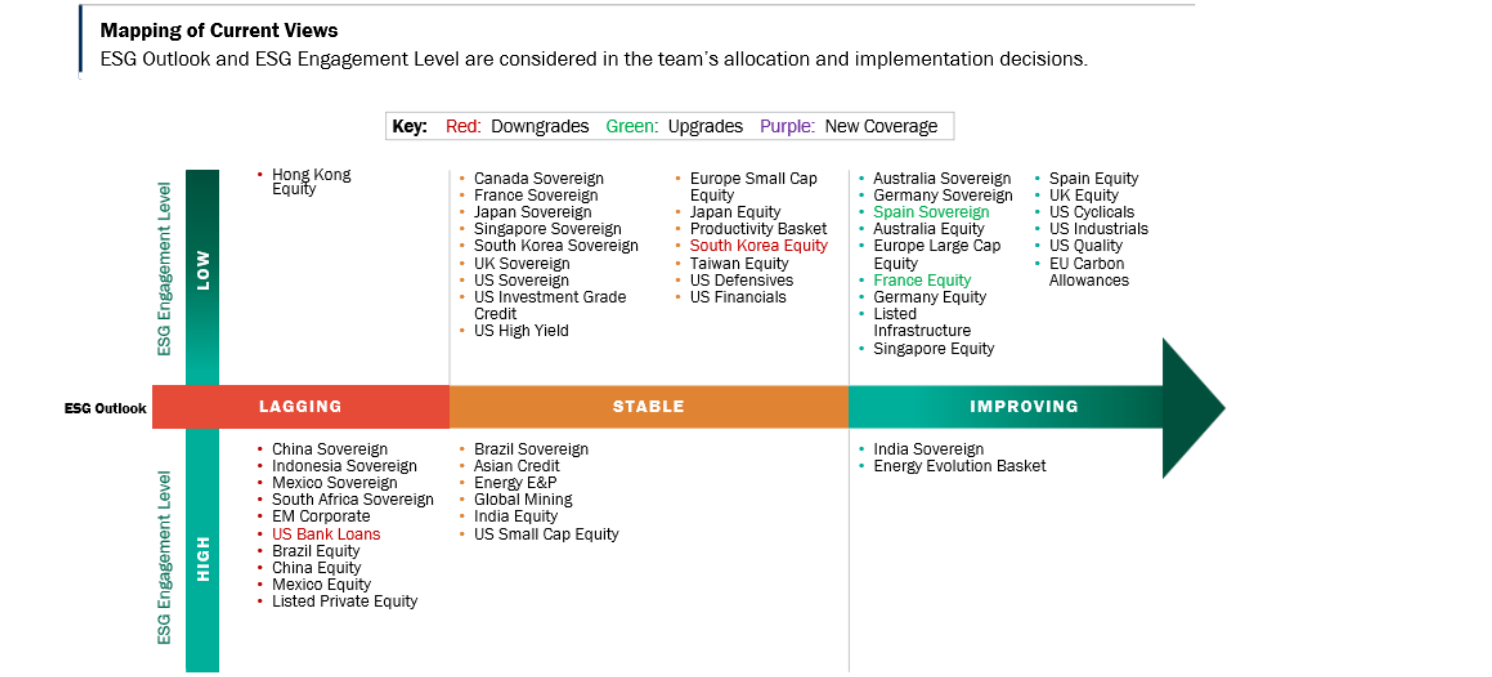 Mapping of Current Views
ESG Outlook and ESG Engagement Level are considered in the team's allocation and implementation decisions.
Key: Red: Downgrades Green: Upgrades Purple: New Coverage
ESG Engagement Level
LOW
• Hong Kong
Equity
• Canada Sovereign
• France Sovereign
• Japan Sovereign
• Singapore Sovereign
• South Korea Sovereign
• UK Sovereign
• US Sovereign
• US Investment Grade
Credit
• US High Yield
• Europe Small Cap
Equity
• Japan Equity
• Productivity Basket
• South Korea Equity
• Taiwan Equity
• US Defensives
• US Financials
• Australia Sovereign
• Germany Sovereign
• Spain Sovereign
• Australia Equity
• Europe Large Cap
Equity
• France Equity
• Germany Equity
• Listed
Infrastructure
• Singapore Equity
• Spain Equity
• UK Equity
• US Cyclicals
• US Industrials
• US Quality
• EU Carbon
Allowances
ESG Outlook
LAGGING
STABLE
IMPROVING
ESG Engagement Level
HIGH
• China Sovereign
• Indonesia Sovereign
• Mexico Sovereign
• South Africa Sovereign
• EM Corporate
• US Bank Loans
• Brazil Equity
• China Equity
• Mexico Equity
• Listed Private Equity
• Brazil Sovereign
• Asian Credit
• Energy E&P
• Global Mining
• India Equity
• US Small Cap Equity
• India Sovereign
• Energy Evolution Basket